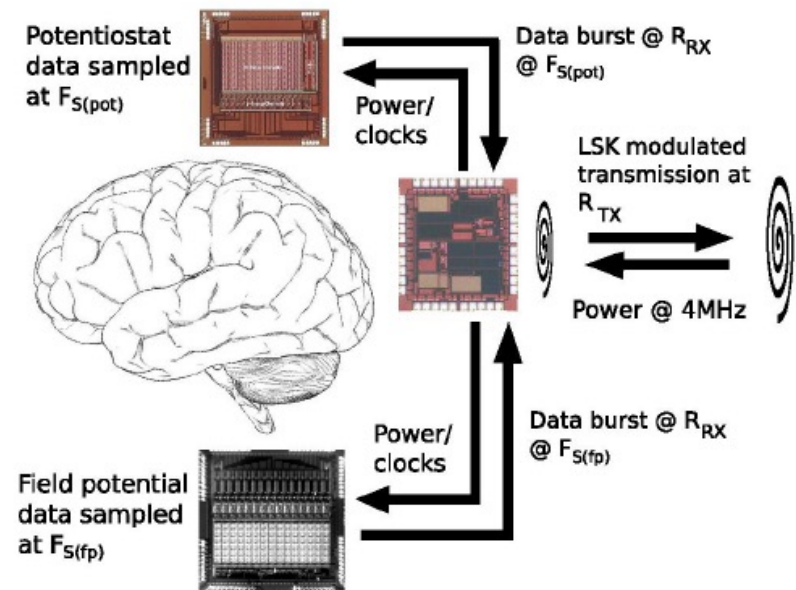 Potentiostat
data sampled
at F_S(pot)
Data burst @ R_RX
@ F_S(pot)
Power/
clocks
LSK modulated
transmission at
R_TX
Power @ 4MHz
Power/
clocks
Data burst @ R_RX
@ F_S(fp)
Field potential
data sampled
at F_S(fp)